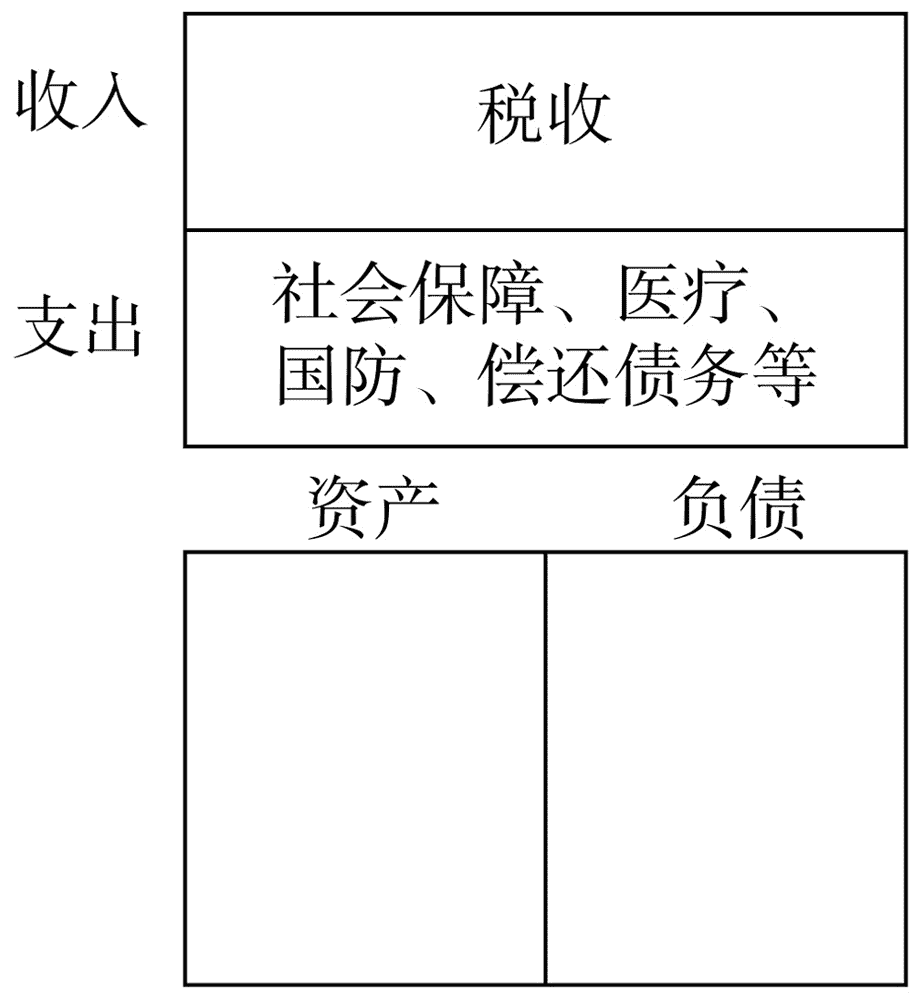 收入
税收
支出
社会保障、医疗、
国防、偿还债务等
资产
负债